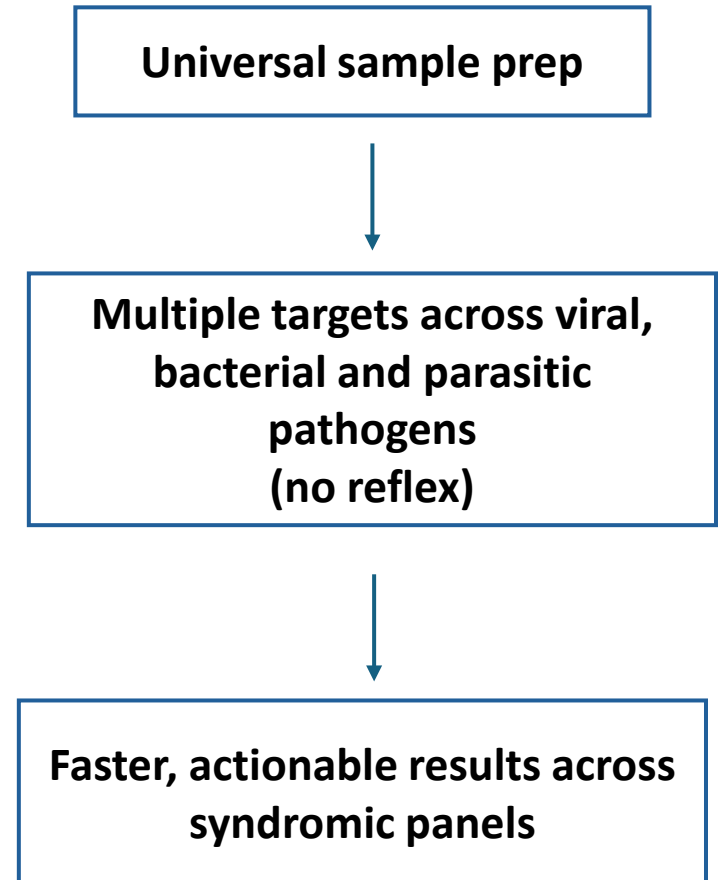 Universal sample prep
Multiple targets across viral,
bacterial and parasitic
pathogens
(no reflex)
Faster, actionable results across
syndromic panels